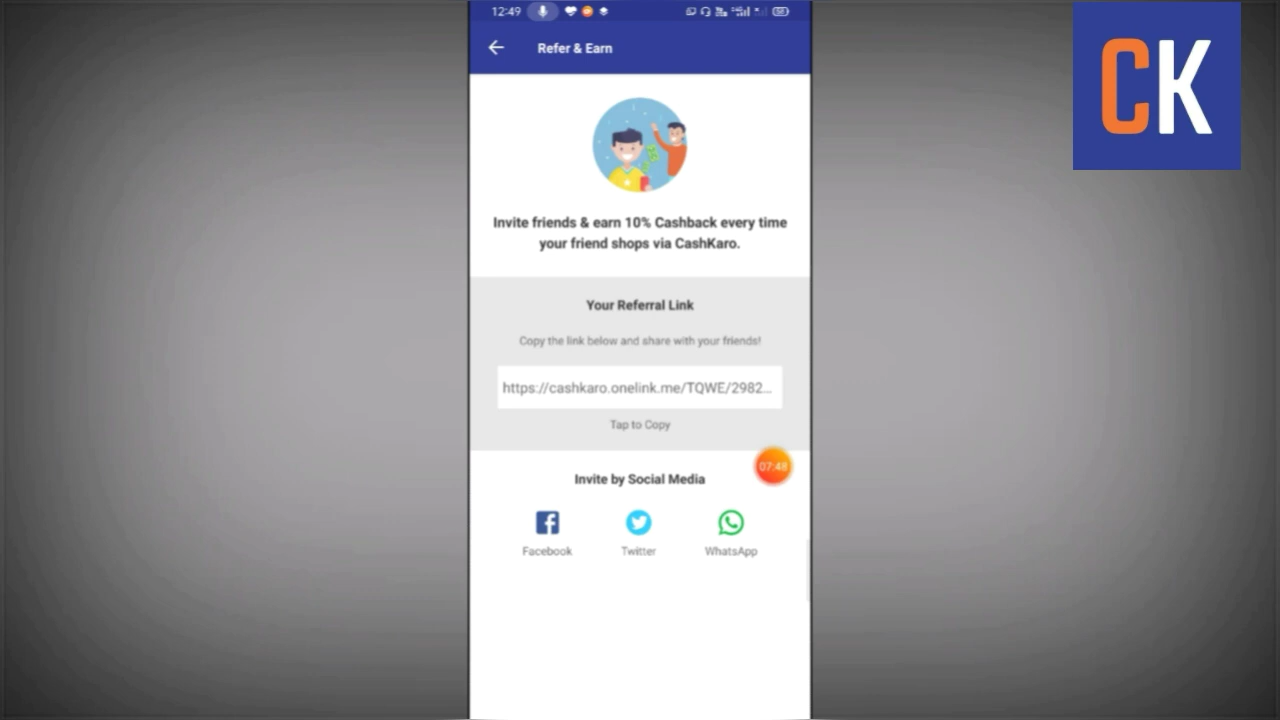 12:49
CK
Refer & Earn
Invite friends & earn 10% Cashback every time
your friend shops via CashKaro.
Your Referral Link
Copy the link below and share with your friends!
https://cashkaro.onelink.me/TQWE/2982...
Tap to Copy
07:48
Invite by Social Media
Facebook Twitter WhatsApp